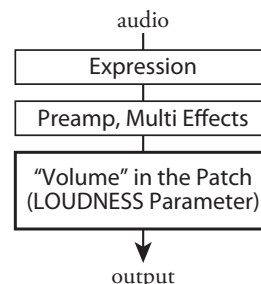 audio
Expression
Preamp, Multi Effects
“Volume” in the Patch
(LOUDNESS Parameter)
output